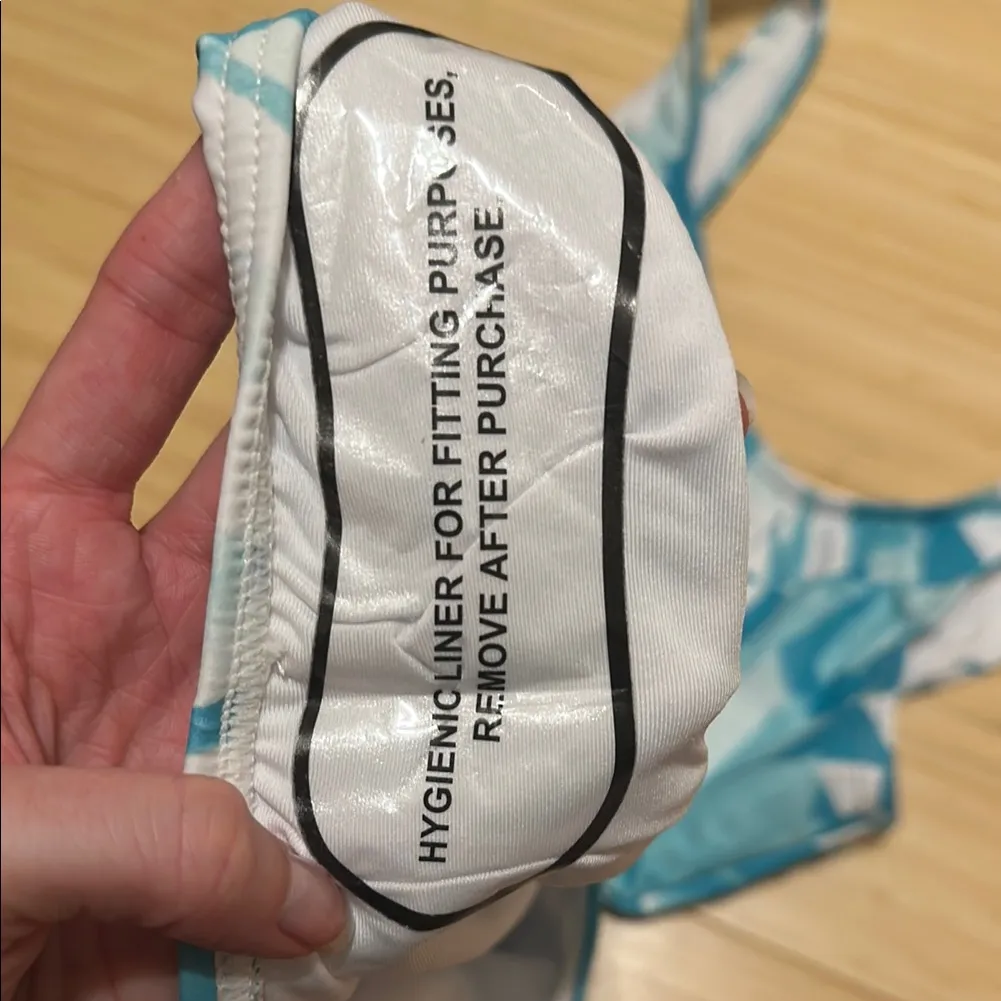 HYGIENIC LINER FOR FITTING PURPOSES,
REMOVE AFTER PURCHASE.